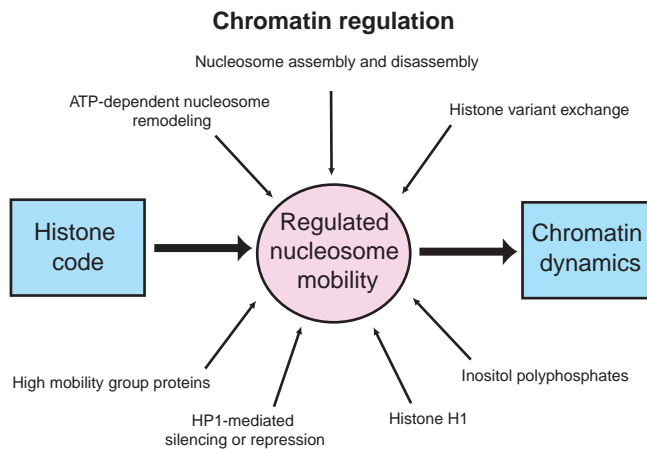 Chromatin regulation
Nucleosome assembly and disassembly
ATP-dependent nucleosome
remodeling
Histone variant exchange
Histone
code
Regulated
nucleosome
mobility
Chromatin
dynamics
High mobility group proteins
HP1-mediated
silencing or repression
Histone H1
Inositol polyphosphates